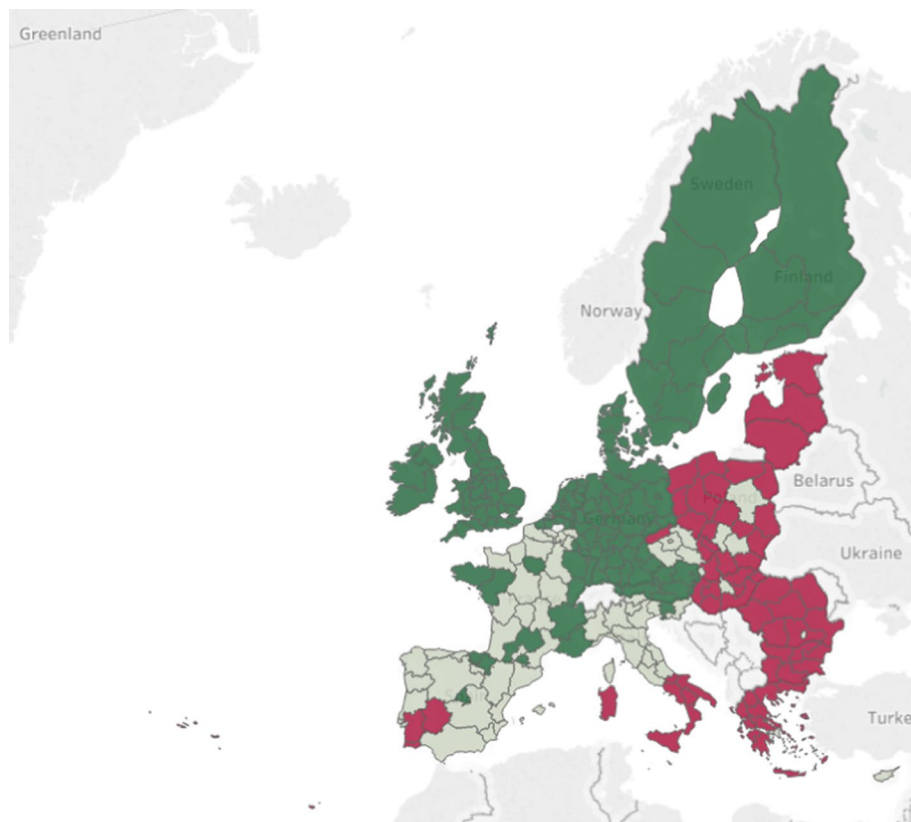 Greenland
Sweden
Finland
Norway
Belarus
Poland
Germany
Ukraine
Turke